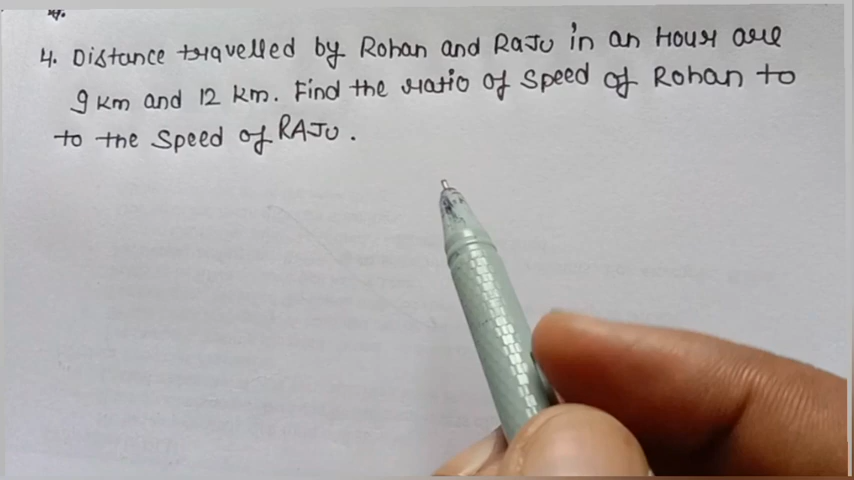 4. Distance travelled by Rohan and Raju in an Hour are
9 km and 12 km. Find the ratio of speed of Rohan to
to the speed of RAJU.